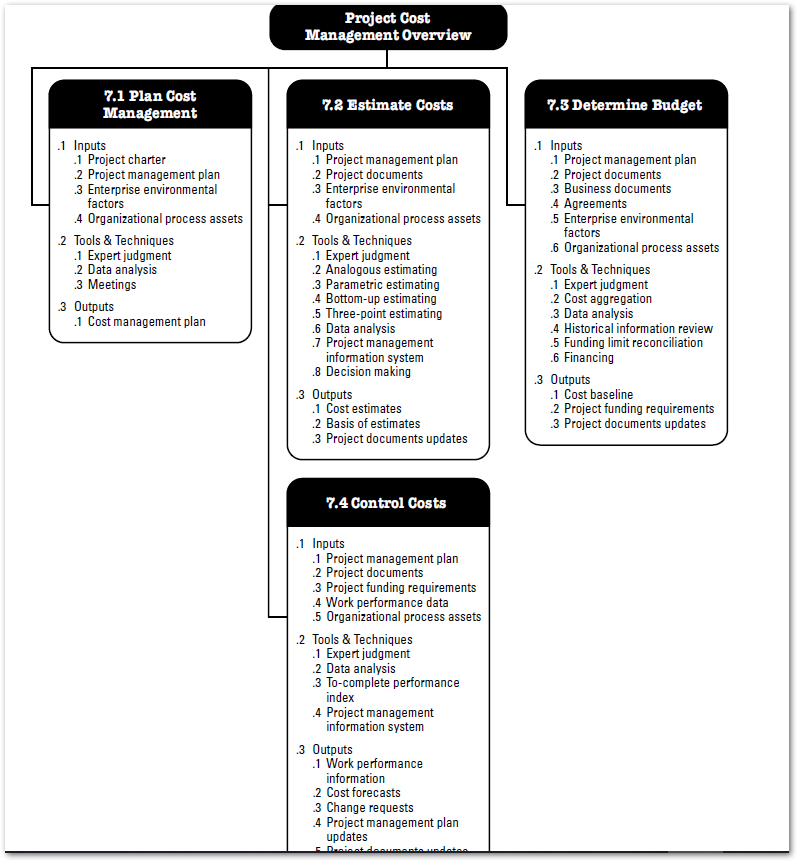 Project Cost
Management Overview
7.1 Plan Cost
Management
.1 Inputs
.1 Project charter
.2 Project management plan
.3 Enterprise environmental
factors
.4 Organizational process assets
.2 Tools & Techniques
.1 Expert judgment
.2 Data analysis
.3 Meetings
.3 Outputs
.1 Cost management plan
7.2 Estimate Costs
.1 Inputs
.1 Project management plan
.2 Project documents
.3 Enterprise environmental
factors
.4 Organizational process assets
.2 Tools & Techniques
.1 Expert judgment
.2 Analogous estimating
.3 Parametric estimating
.4 Bottom-up estimating
.5 Three-point estimating
.6 Data analysis
.7 Project management
information system
.8 Decision making
.3 Outputs
.1 Cost estimates
.2 Basis of estimates
.3 Project documents updates
7.3 Determine Budget
.1 Inputs
.1 Project management plan
.2 Project documents
.3 Business documents
.4 Agreements
.5 Enterprise environmental
factors
.6 Organizational process assets
.2 Tools & Techniques
.1 Expert judgment
.2 Cost aggregation
.3 Data analysis
.4 Historical information review
.5 Funding limit reconciliation
.6 Financing
.3 Outputs
.1 Cost baseline
.2 Project funding requirements
.3 Project documents updates
7.4 Control Costs
.1 Inputs
.1 Project management plan
.2 Project documents
.3 Project funding requirements
.4 Work performance data
.5 Organizational process assets
.2 Tools & Techniques
.1 Expert judgment
.2 Data analysis
.3 To-complete performance
index
.4 Project management
information system
.3 Outputs
.1 Work performance
information
.2 Cost forecasts
.3 Change requests
.4 Project management plan
updates
.5 Project documents updates